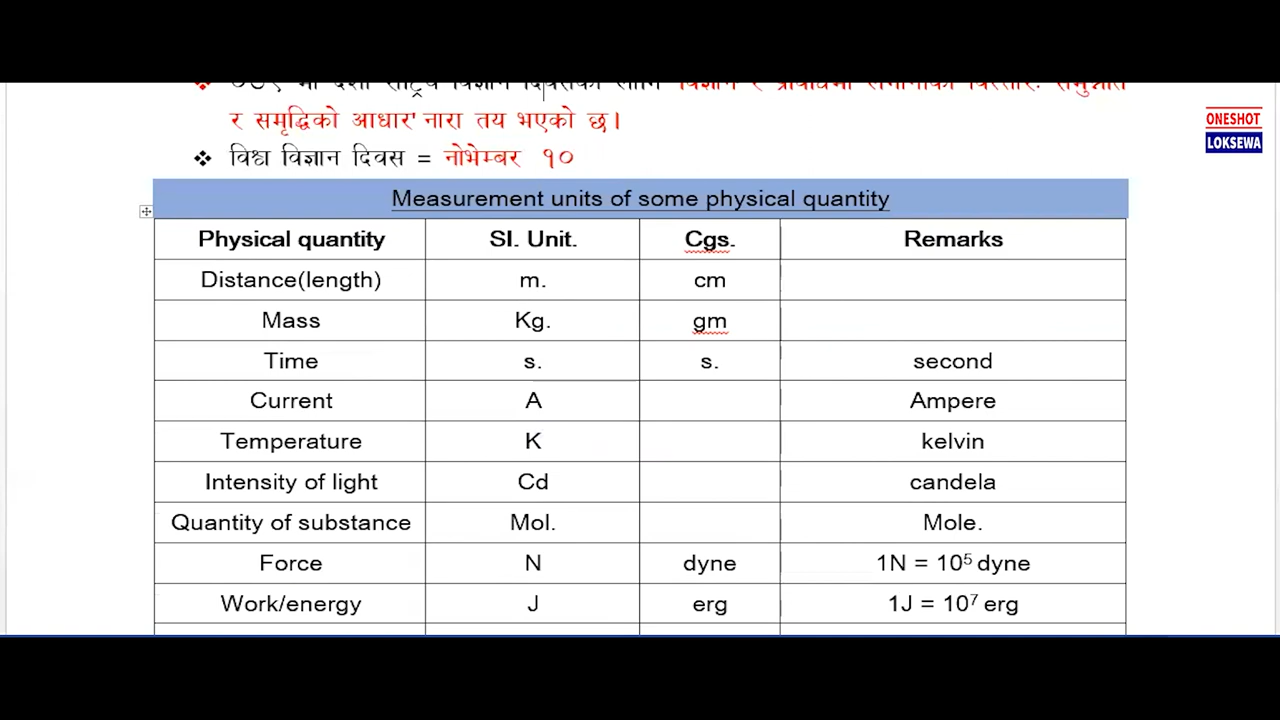 र समृद्धिको आधार' नारा तय भएको छ।
❖ विश्व विज्ञान दिवस = नोभेम्बर १०
ONESHOT
LOKSEWA
Measurement units of some physical quantity
Physical quantity SI. Unit. Cgs. Remarks
Distance(length) m. cm
Mass Kg. gm
Time s. s. second
Current A Ampere
Temperature K kelvin
Intensity of light Cd candela
Quantity of substance Mol. Mole.
Force N dyne 1N = 10⁵ dyne
Work/energy J erg 1J = 10⁷ erg